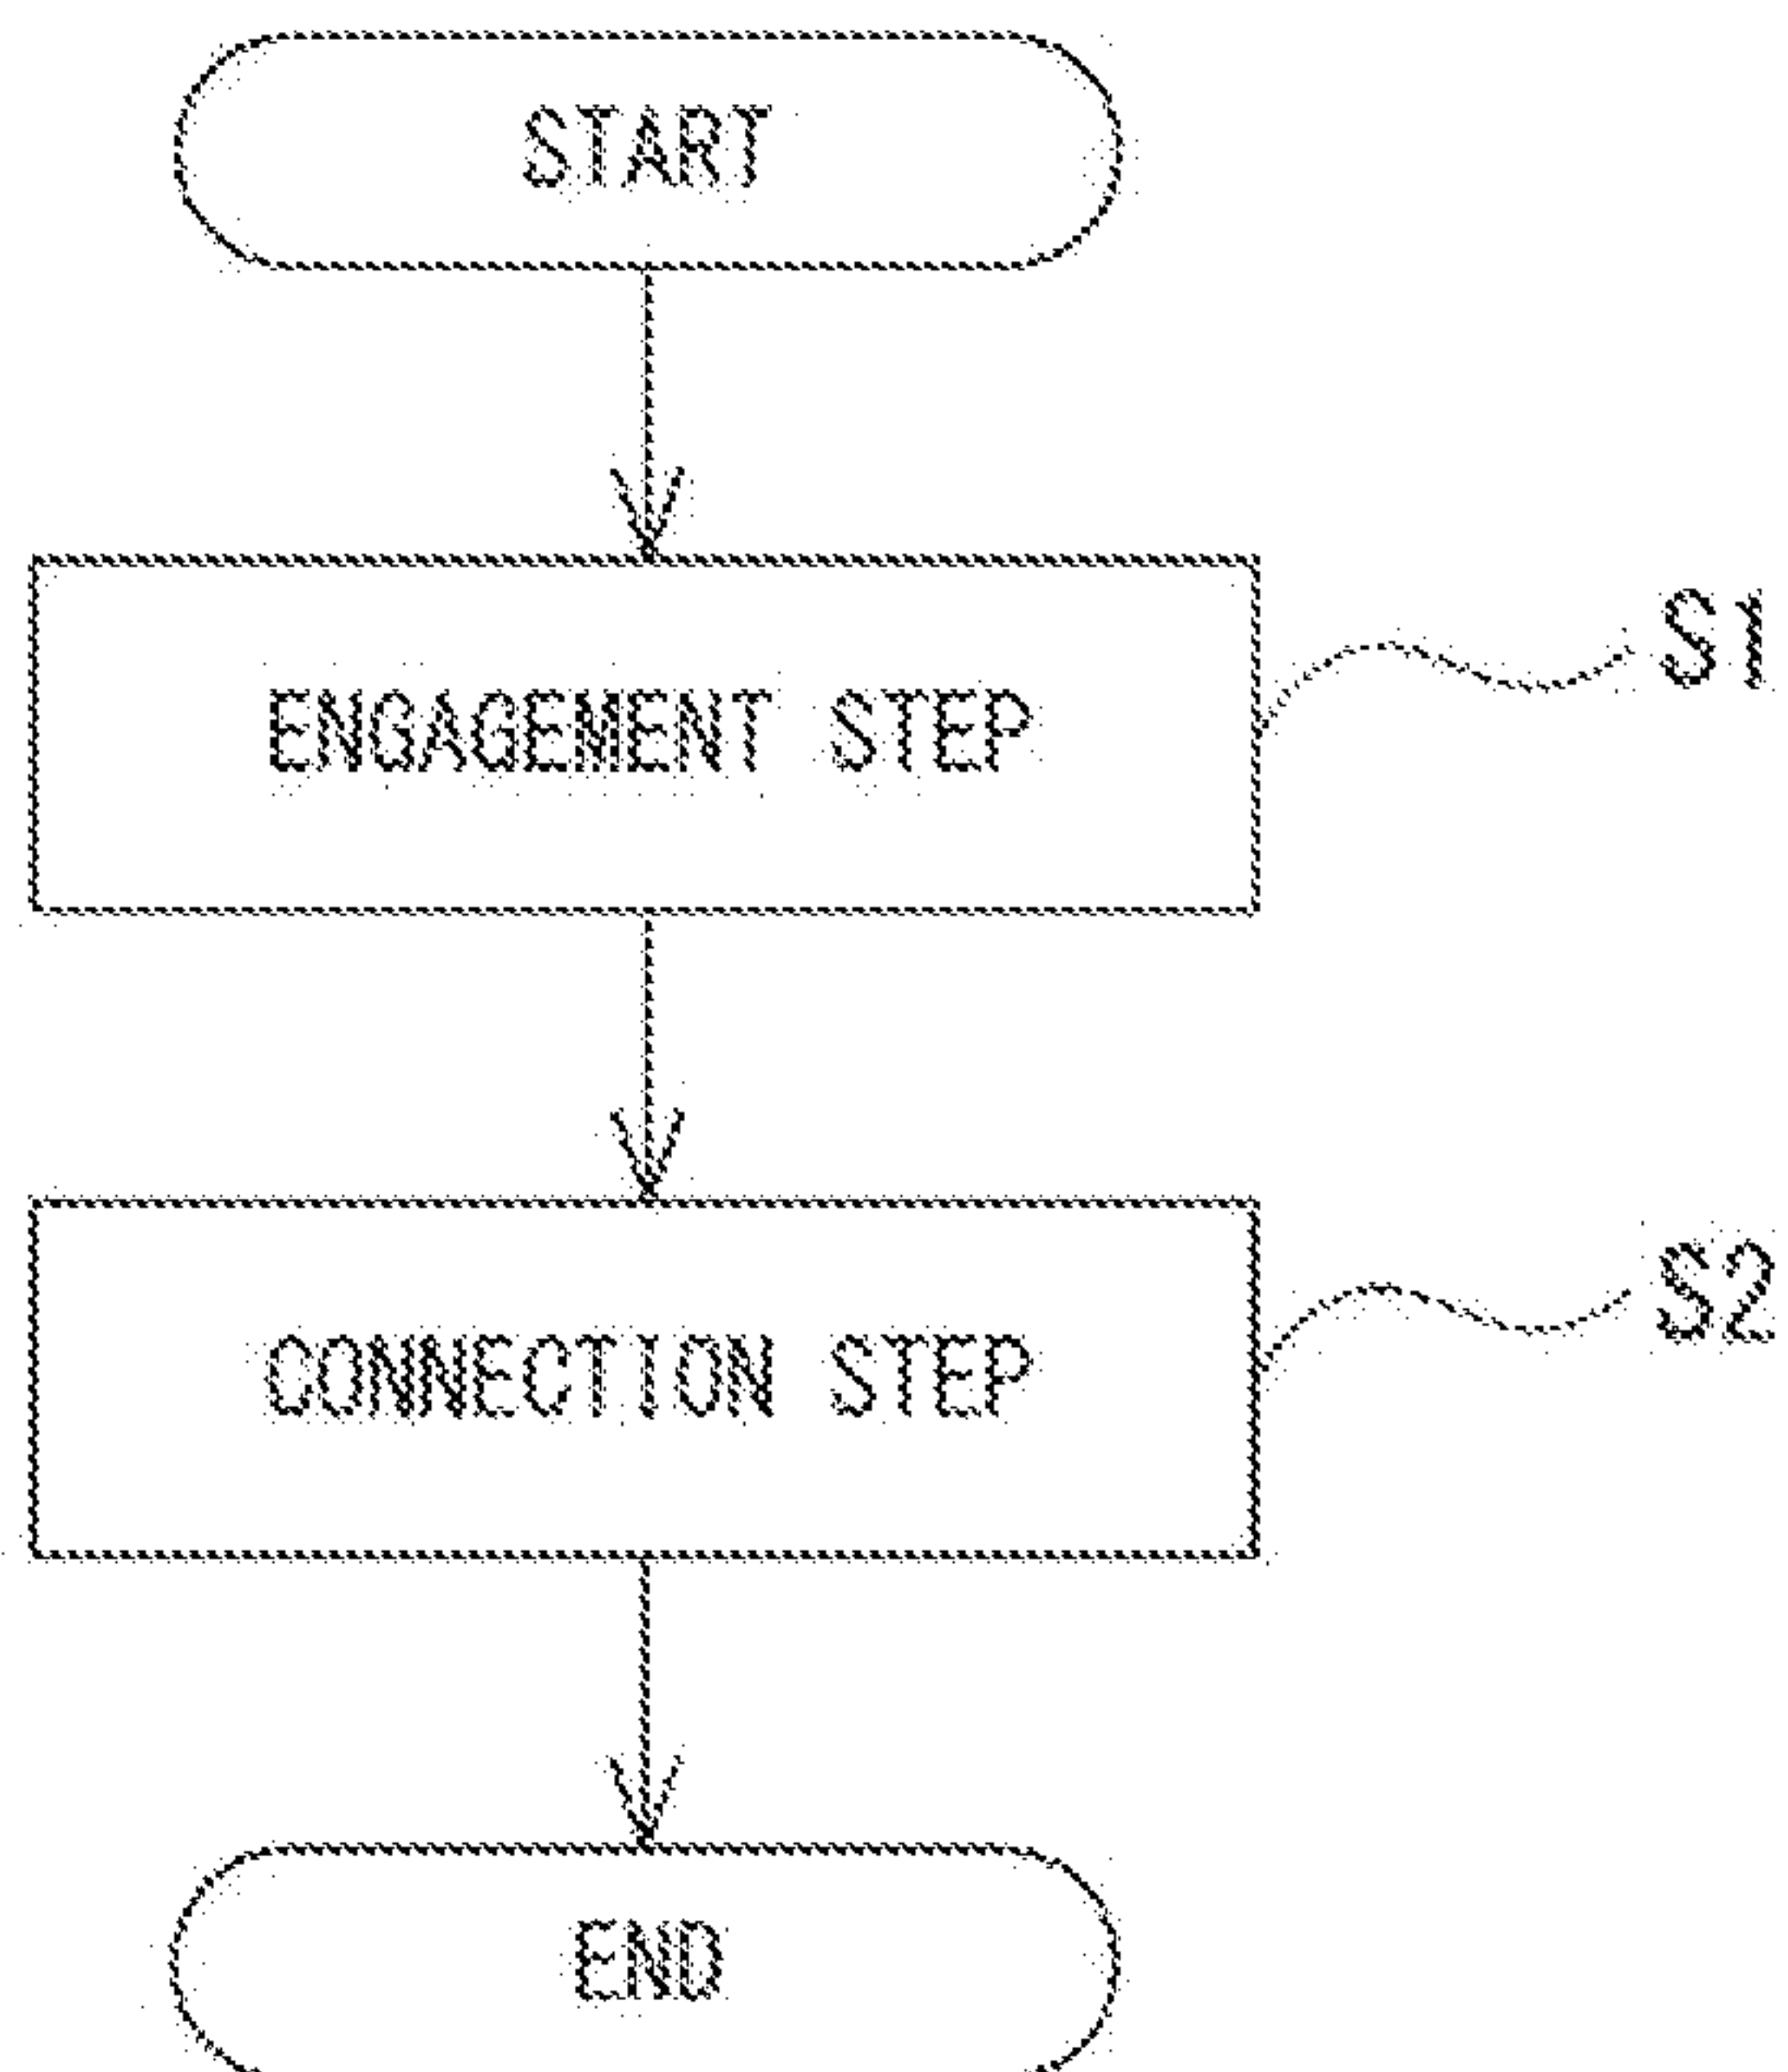 START
S1
ENGAGEMENT STEP
S2
CONNECTION STEP
END